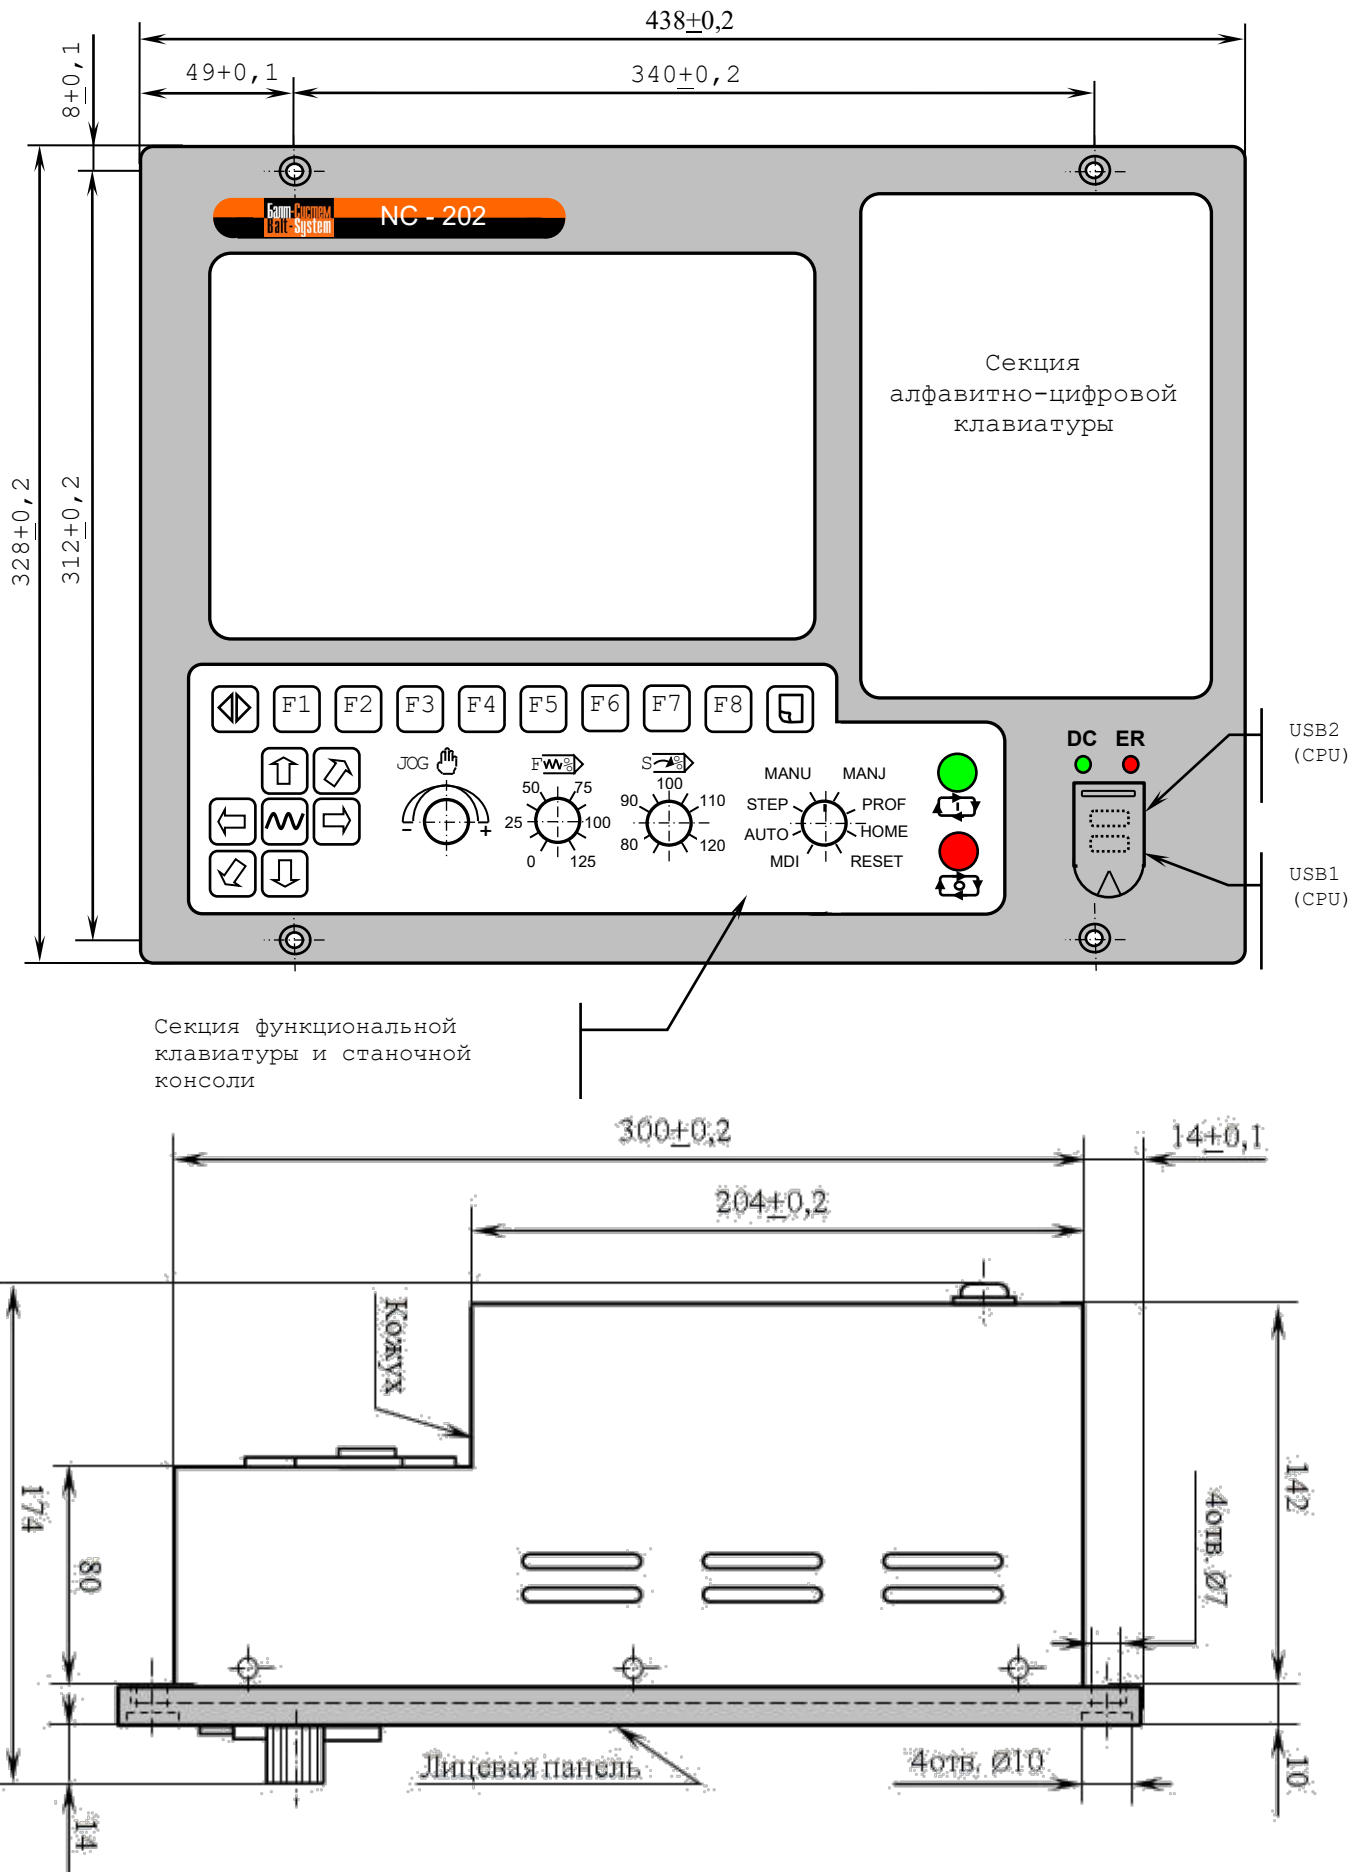 438±0,2
49+0,1
340±0,2
8±0,1
Балт-Систем
Balt-System
NC - 202
Секция
алфавитно-цифровой
клавиатуры
328±0,2
312±0,2
F1 F2 F3 F4 F5 F6 F7 F8
DC ER
USB2
(CPU)
JOG
F
S
- +
0 25 50 75 100 125
80 90 100 110 120
MANU MANJ
STEP PROF
AUTO HOME
MDI RESET
USB1
(CPU)
Секция функциональной
клавиатуры и станочной
консоли
300±0,2
14±0,1
204±0,2
Кожух
174
80
142
4отв. Ø7
Лицевая панель
4отв. Ø10
10
14